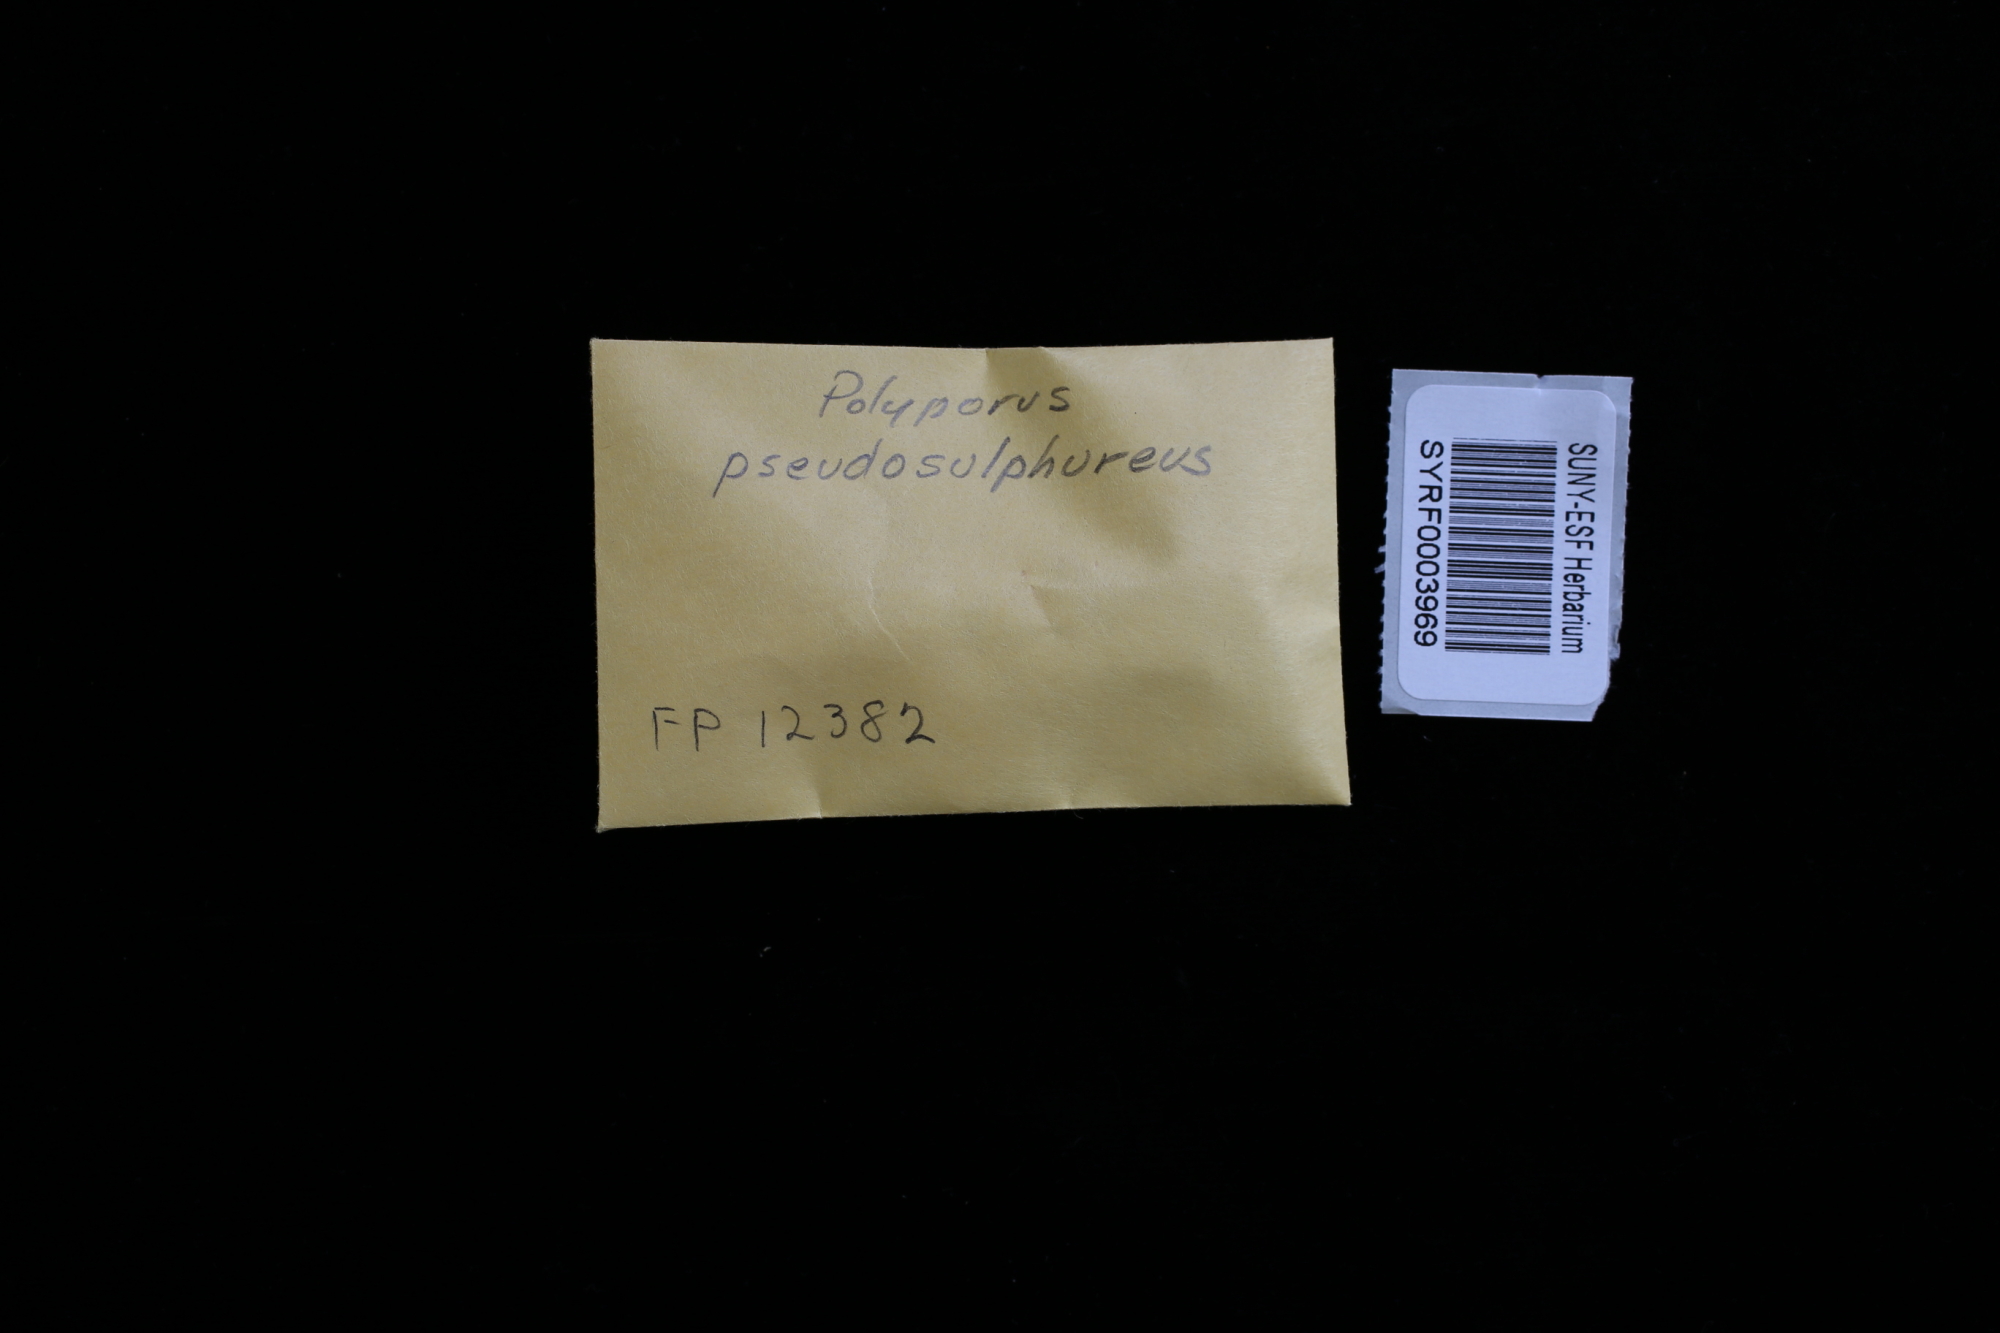 Polyporus
pseudosulphureus
FP 12382
SUNY-ESF Herbarium
SYRF0003969